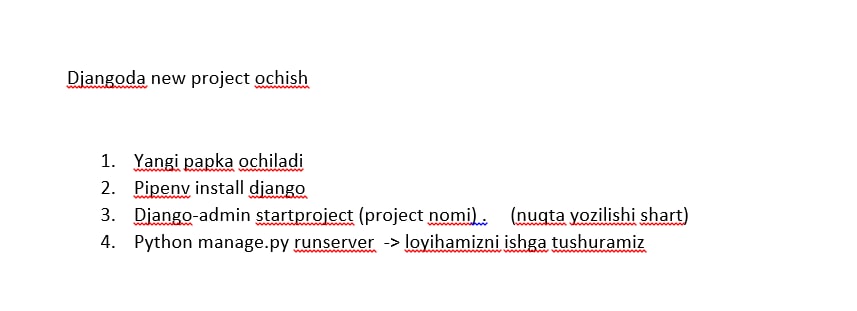 Djangoda new project ochish
1. Yangi papka ochiladi
2. Pipenv install django
3. Django-admin startproject (project nomi) . (nuqta yozilishi shart)
4. Python manage.py runserver -> loyihamizni ishga tushuramiz